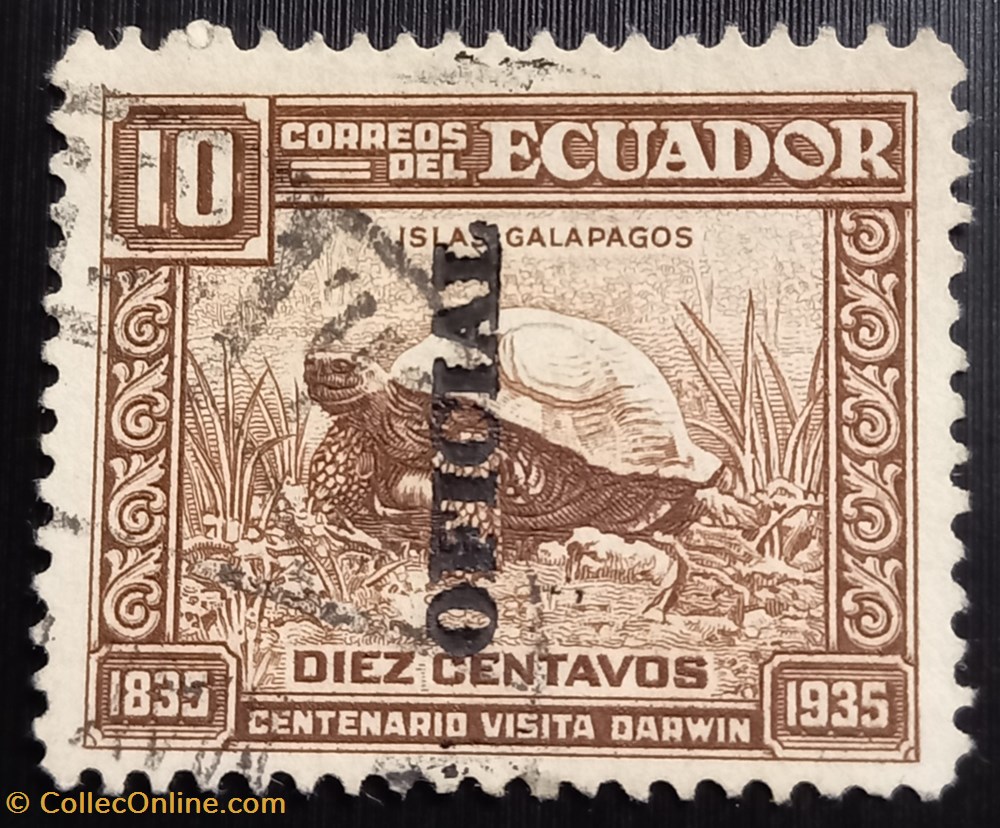 10
CORREOS
DEL
ECUADOR
ISLAS GALAPAGOS
OFICIAL
DIEZ CENTAVOS
1835
CENTENARIO VISITA DARWIN
1935
© CollecOnline.com